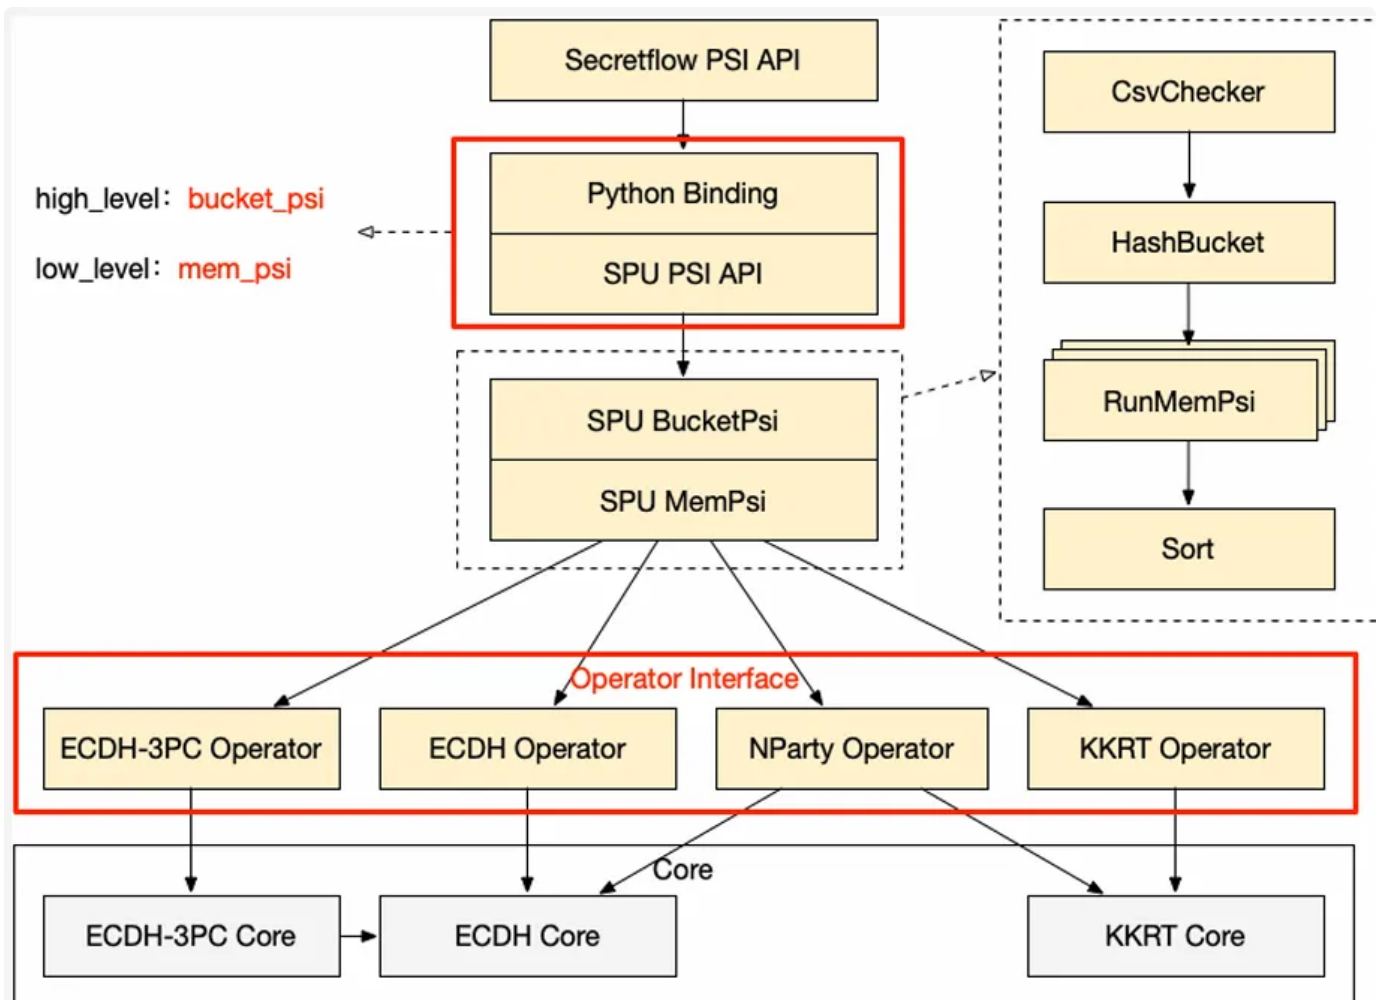 Secretflow PSI API
Python Binding
SPU PSI API
high_level：bucket_psi
low_level：mem_psi
SPU BucketPsi
SPU MemPsi
CsvChecker
HashBucket
RunMemPsi
Sort
Operator Interface
ECDH-3PC Operator
ECDH Operator
NParty Operator
KKRT Operator
Core
ECDH-3PC Core
ECDH Core
KKRT Core